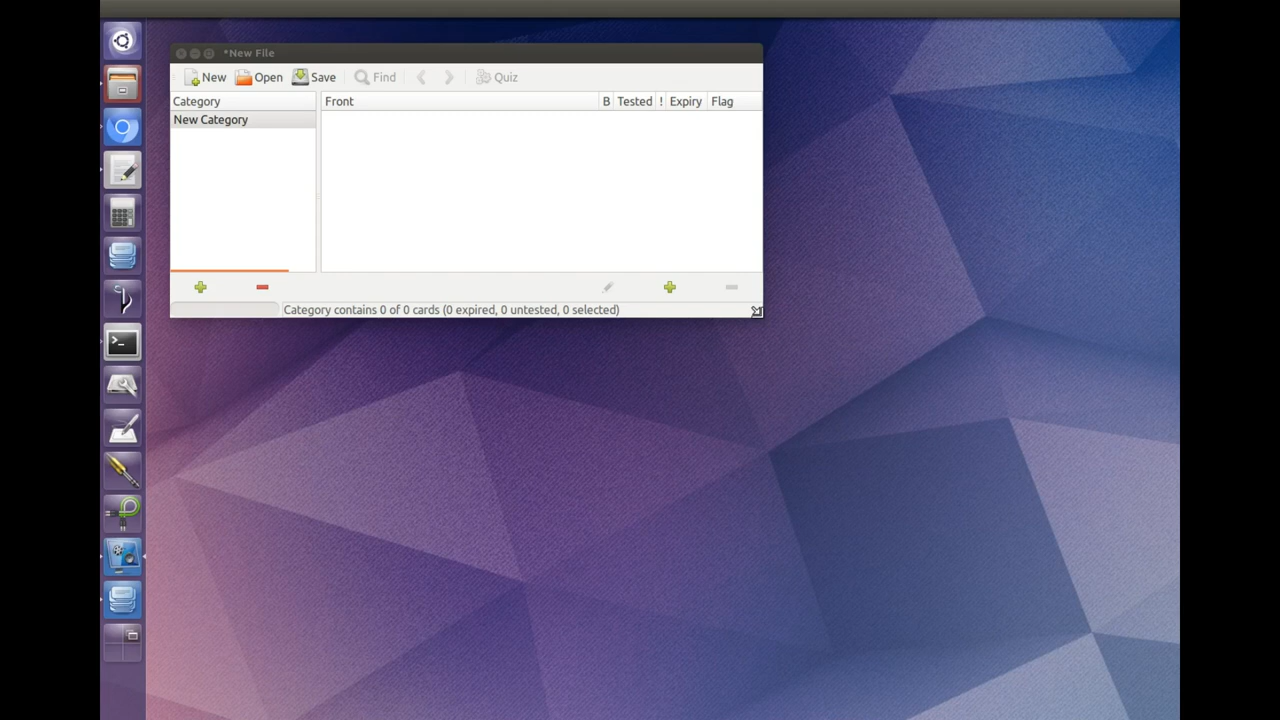 *New File
New Open Save Find Quiz
Category Front B Tested ! Expiry Flag
New Category
Category contains 0 of 0 cards (0 expired, 0 untested, 0 selected)
>_